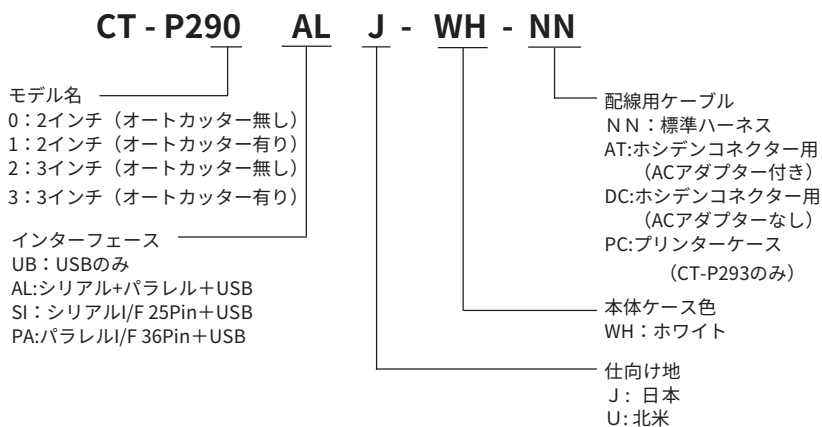 CT - P290 AL J - WH - NN
モデル名
0：2インチ（オートカッター無し）
1：2インチ（オートカッター有り）
2：3インチ（オートカッター無し）
3：3インチ（オートカッター有り）
インターフェース
UB：USBのみ
AL:シリアル+パラレル＋USB
SI：シリアルI/F 25Pin＋USB
PA:パラレルI/F 36Pin＋USB
配線用ケーブル
ＮＮ：標準ハーネス
AT:ホシデンコネクター用
（ACアダプター付き）
DC:ホシデンコネクター用
（ACアダプターなし）
PC:プリンターケース
（CT-P293のみ）
本体ケース色
WH：ホワイト
仕向け地
Ｊ: 日本
U: 北米